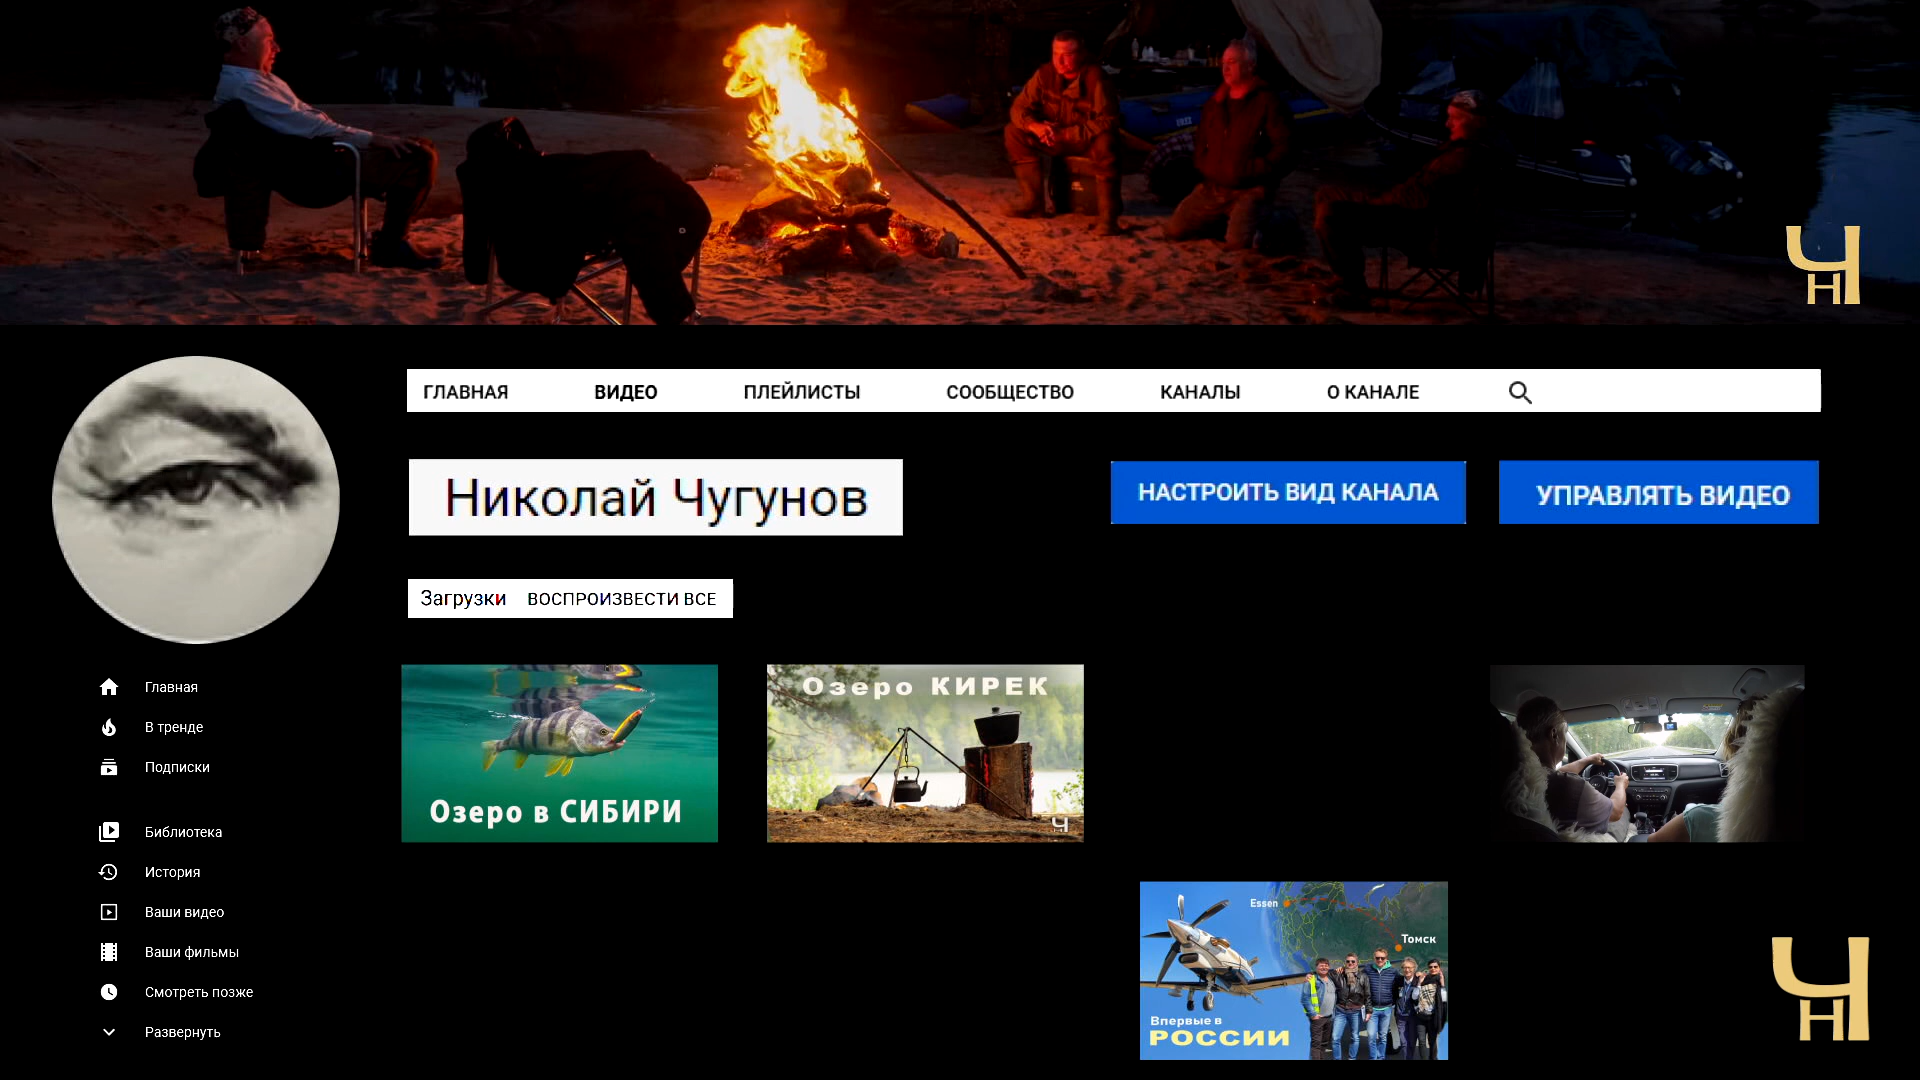 Ч
Н
ГЛАВНАЯ ВИДЕО ПЛЕЙЛИСТЫ СООБЩЕСТВО КАНАЛЫ О КАНАЛЕ
Николай Чугунов
НАСТРОИТЬ ВИД КАНАЛА
УПРАВЛЯТЬ ВИДЕО
Загрузки ВОСПРОИЗВЕСТИ ВСЕ
Главная
В тренде
Подписки
Библиотека
История
Ваши видео
Ваши фильмы
Смотреть позже
Развернуть
Озеро в СИБИРИ
Озеро КИРЕК
Ч
Н
Essen
Томск
Впервые в
РОССИИ
Ч
Н